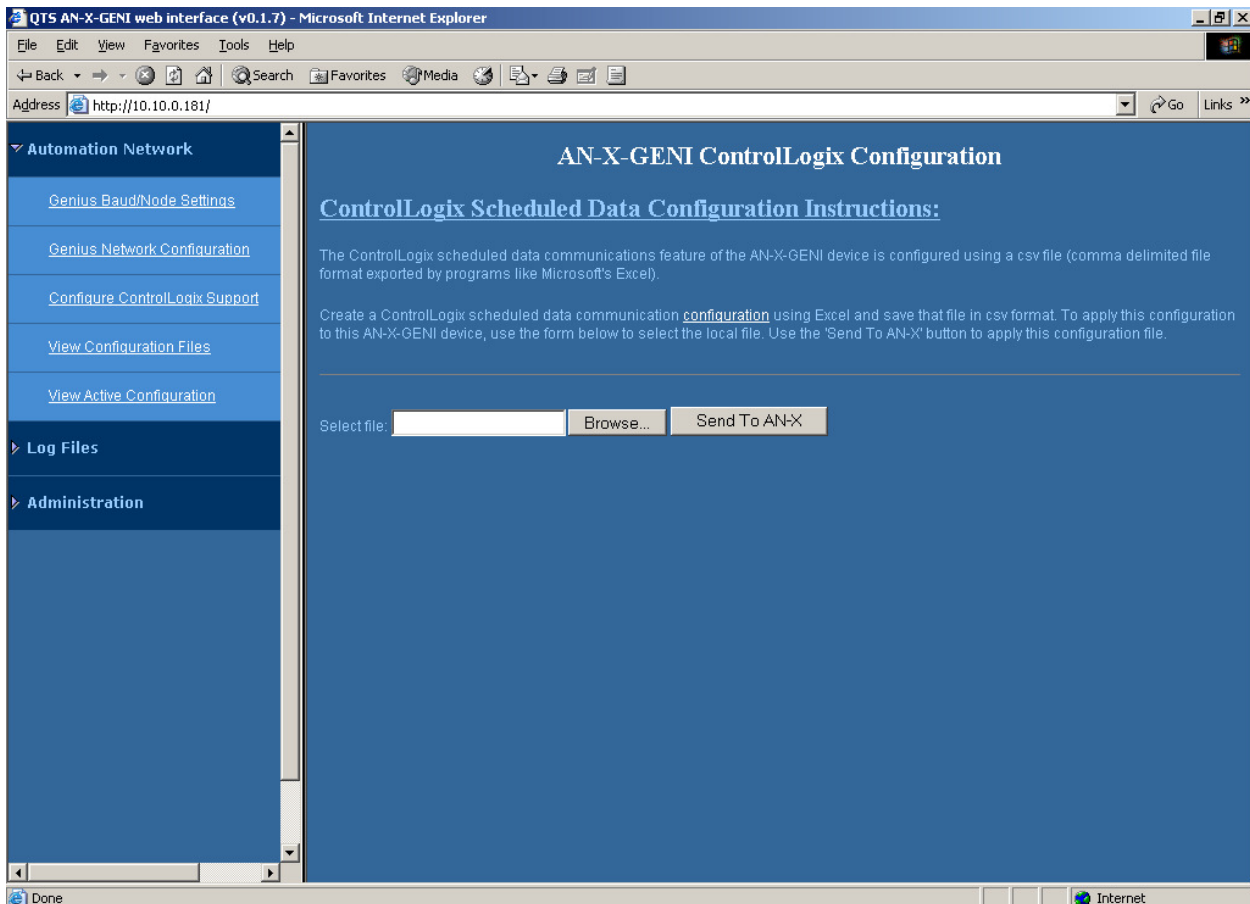 QTS AN-X-GENI web interface (v0.1.7) - Microsoft Internet Explorer
File Edit View Favorites Tools Help
Back Search Favorites Media
Address http://10.10.0.181/ Go Links »
Automation Network
Genius Baud/Node Settings
Genius Network Configuration
Configure ControlLogix Support
View Configuration Files
View Active Configuration
Log Files
Administration
AN-X-GENI ControlLogix Configuration
ControlLogix Scheduled Data Configuration Instructions:
The ControlLogix scheduled data communications feature of the AN-X-GENI device is configured using a csv file (comma delimited file
format exported by programs like Microsoft's Excel).
Create a ControlLogix scheduled data communication configuration using Excel and save that file in csv format. To apply this configuration
to this AN-X-GENI device, use the form below to select the local file. Use the 'Send To AN-X' button to apply this configuration file.
Select file: Browse... Send To AN-X
Done Internet